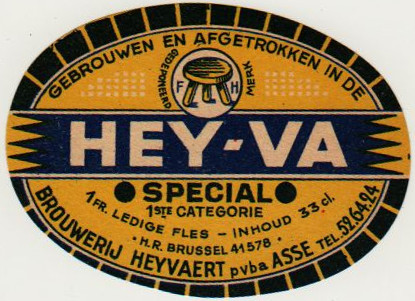 GEBROUWEN EN AFGETROKKEN IN DE
GEDEPONEERD MERK
F H
HEY-VA
SPECIAL
1STE CATEGORIE
1 FR. LEDIGE FLES - INHOUD 33 cl.
• H.R. BRUSSEL 41578 •
BROUWERIJ HEYVAERT pvba ASSE TEL. 52.64.24